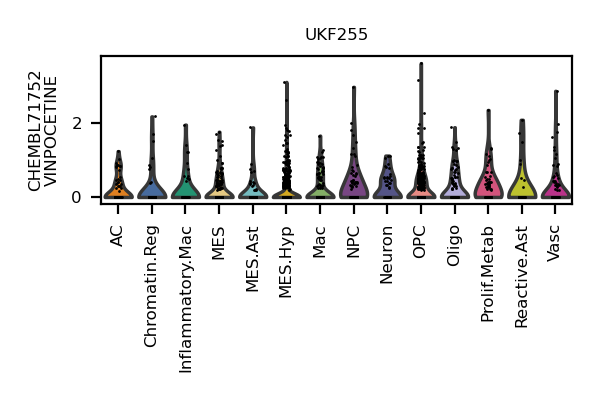 UKF255
CHEMBL71752
VINPOCETINE
2
0
AC
Chromatin.Reg
Inflammatory.Mac
MES
MES.Ast
MES.Hyp
Mac
NPC
Neuron
OPC
Oligo
Prolif.Metab
Reactive.Ast
Vasc